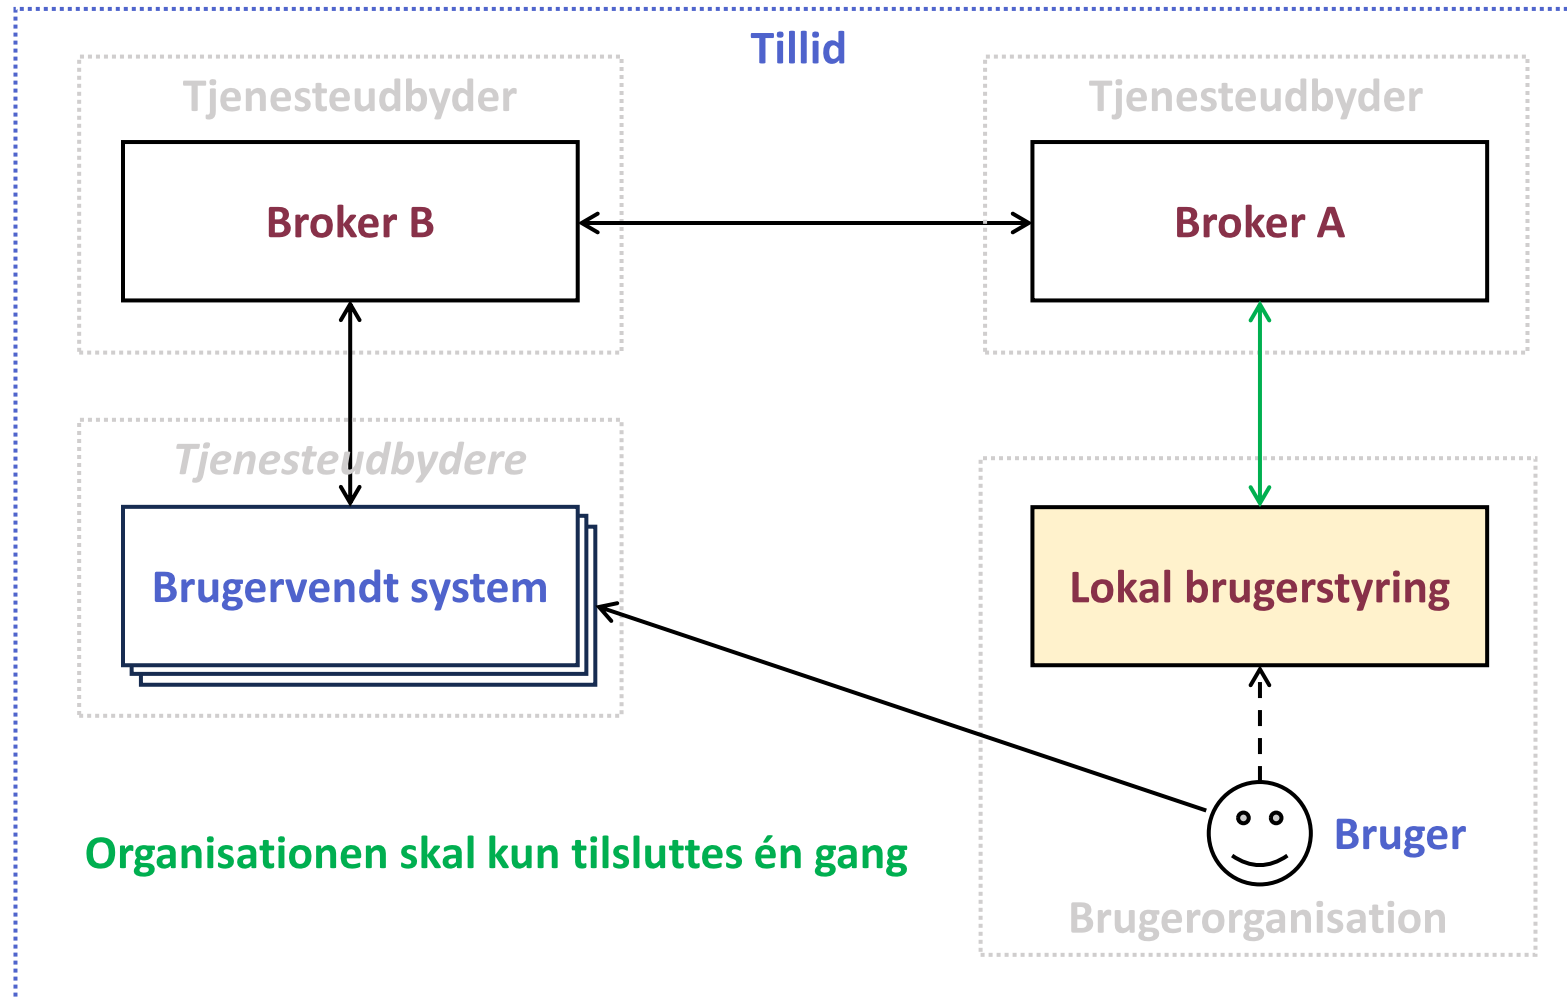 Tillid
Tjenesteudbyder
Tjenesteudbyder
Broker B
Broker A
Tjenesteudbydere
Brugervendt system
Lokal brugerstyring
Organisationen skal kun tilsluttes én gang
Bruger
Brugerorganisation